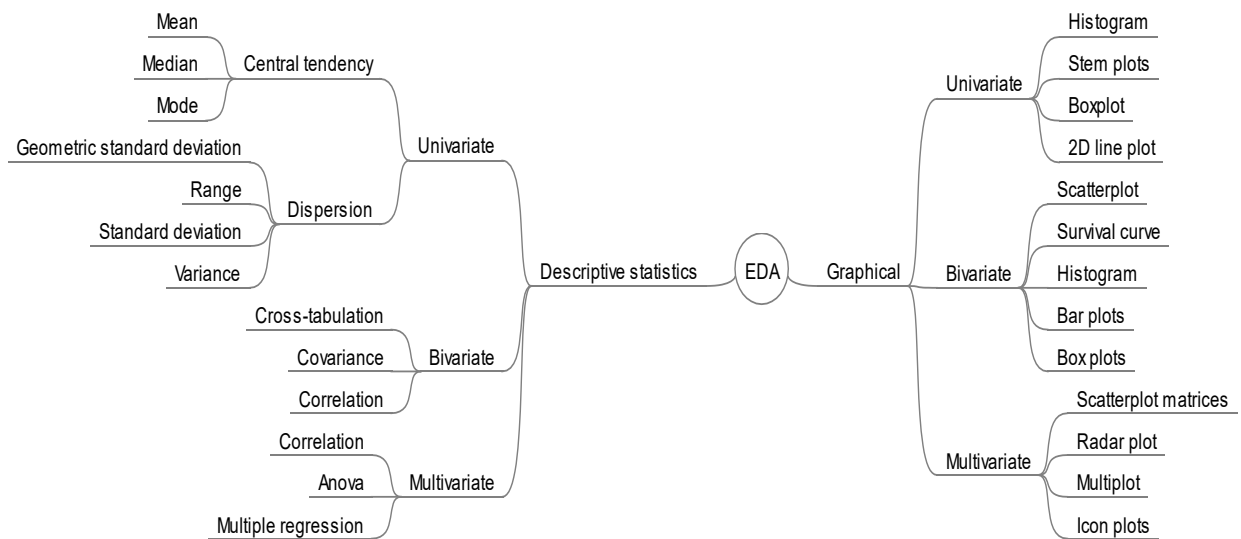 Mean
Median
Mode
Central tendency
Geometric standard deviation
Range
Standard deviation
Variance
Dispersion
Univariate
Cross-tabulation
Covariance
Correlation
Bivariate
Correlation
Anova
Multiple regression
Multivariate
Descriptive statistics
EDA
Graphical
Univariate
Histogram
Stem plots
Boxplot
2D line plot
Bivariate
Scatterplot
Survival curve
Histogram
Bar plots
Box plots
Multivariate
Scatterplot matrices
Radar plot
Multiplot
Icon plots